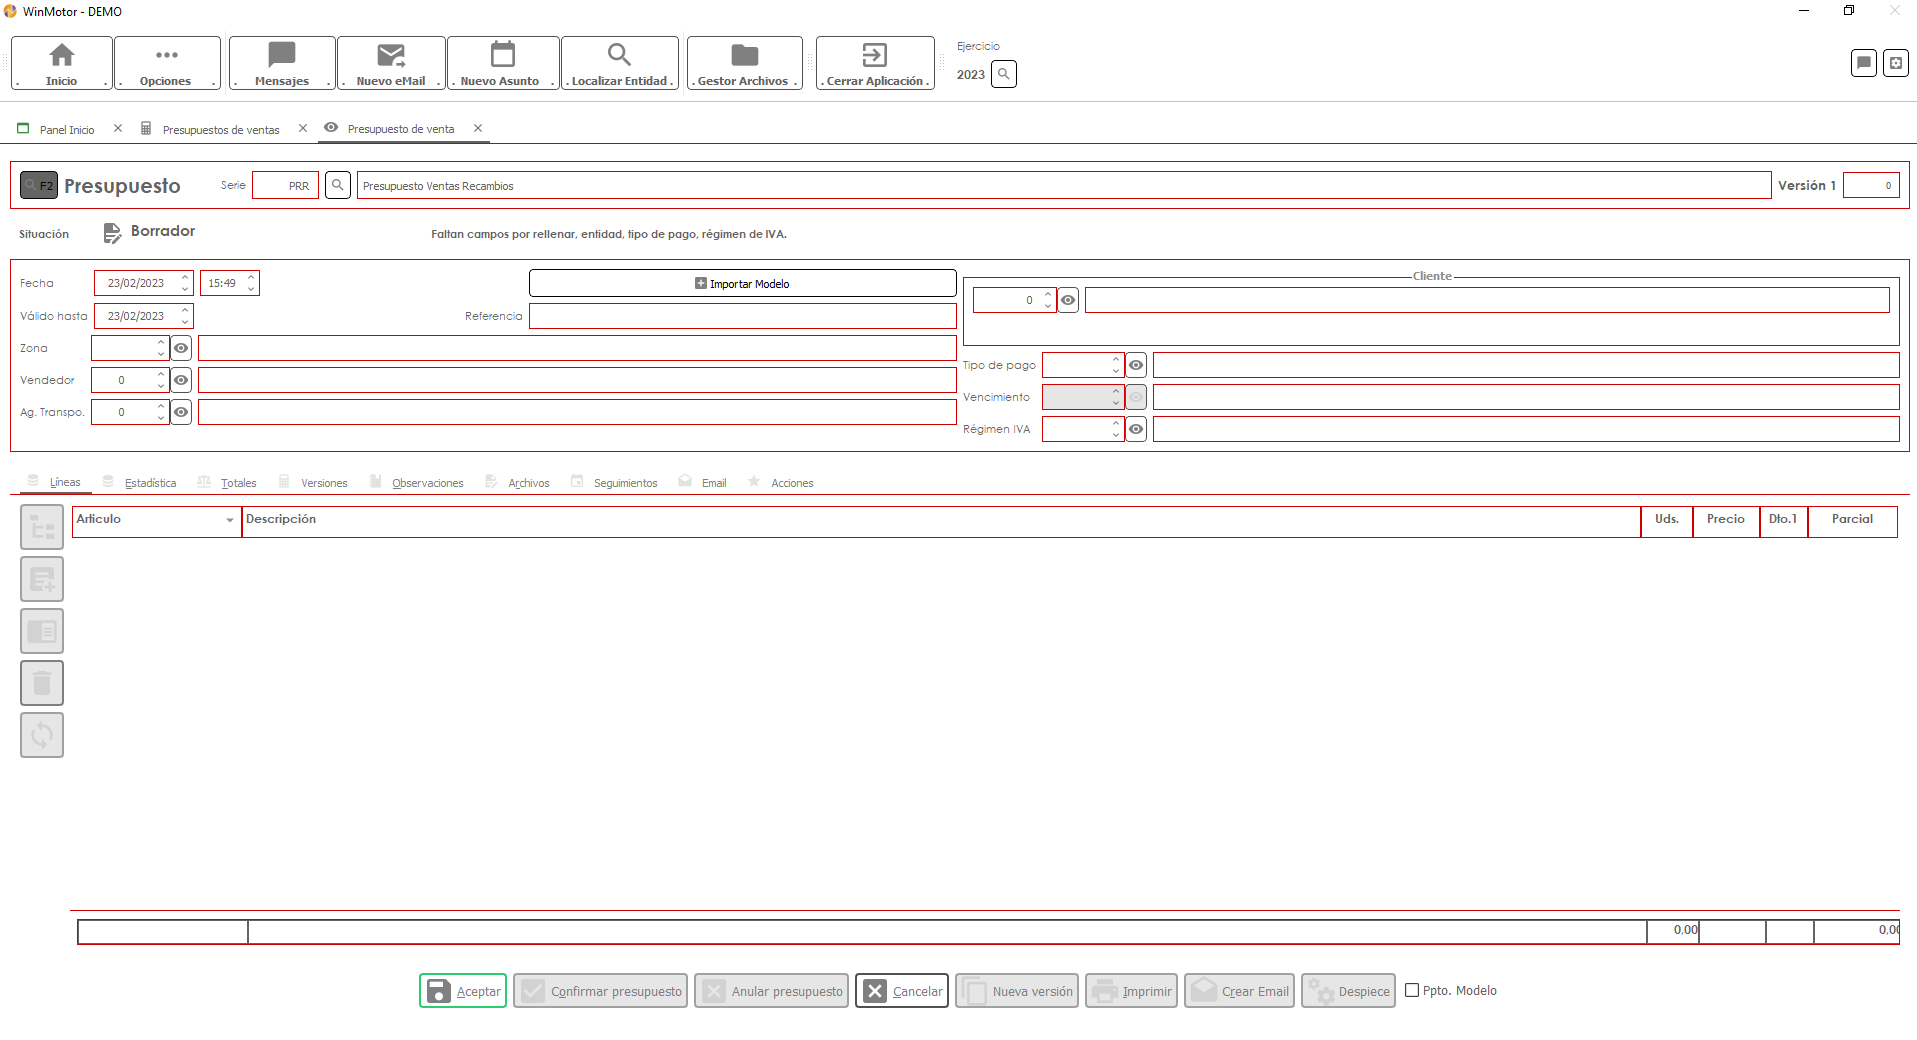 WinMotor - DEMO
Inicio
Opciones
Mensajes
Nuevo eMail
Nuevo Asunto
Localizar Entidad
Gestor Archivos
Cerrar Aplicación
Ejercicio
2023
Panel Inicio
Presupuestos de ventas
Presupuesto de venta
F2 Presupuesto Serie PRR Presupuesto Ventas Recambios Versión 1 0
Situación Borrador Faltan campos por rellenar, entidad, tipo de pago, régimen de IVA.
Fecha 23/02/2023 15:49 Importar Modelo
Cliente
0
Válido hasta 23/02/2023 Referencia
Zona
Vendedor 0
Ag. Transpo. 0
Tipo de pago
Vencimiento
Régimen IVA
Líneas Estadística Totales Versiones Observaciones Archivos Seguimientos Email Acciones
Artículo Descripción Uds. Precio Dto.1 Parcial
0,00 0,00
Aceptar Confirmar presupuesto Anular presupuesto Cancelar Nueva versión Imprimir Crear Email Despiece Ppto. Modelo